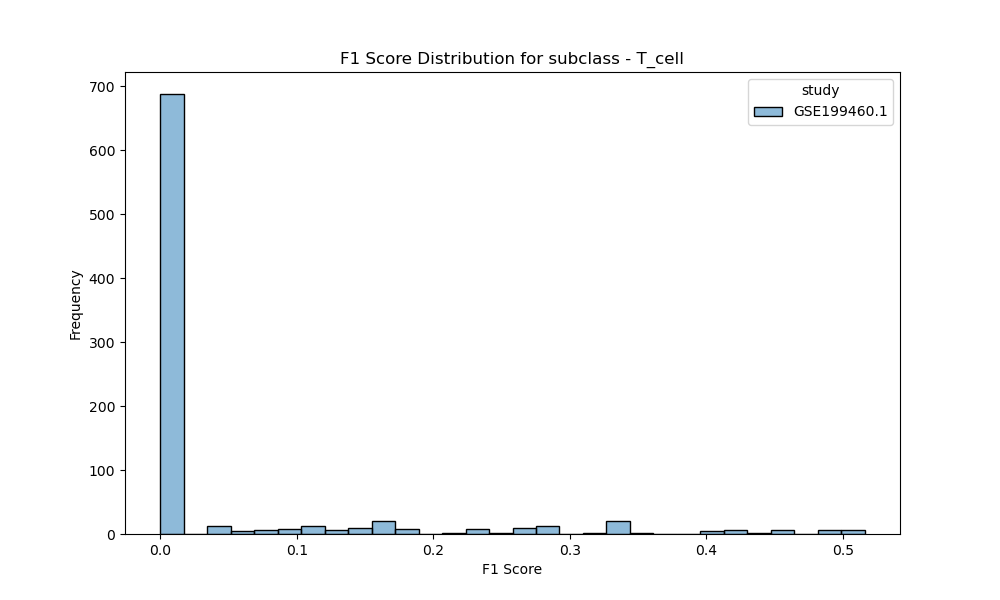 F1 Score Distribution for subclass - T_cell
study
GSE199460.1
Frequency
700
600
500
400
300
200
100
0
0.0 0.1 0.2 0.3 0.4 0.5
F1 Score